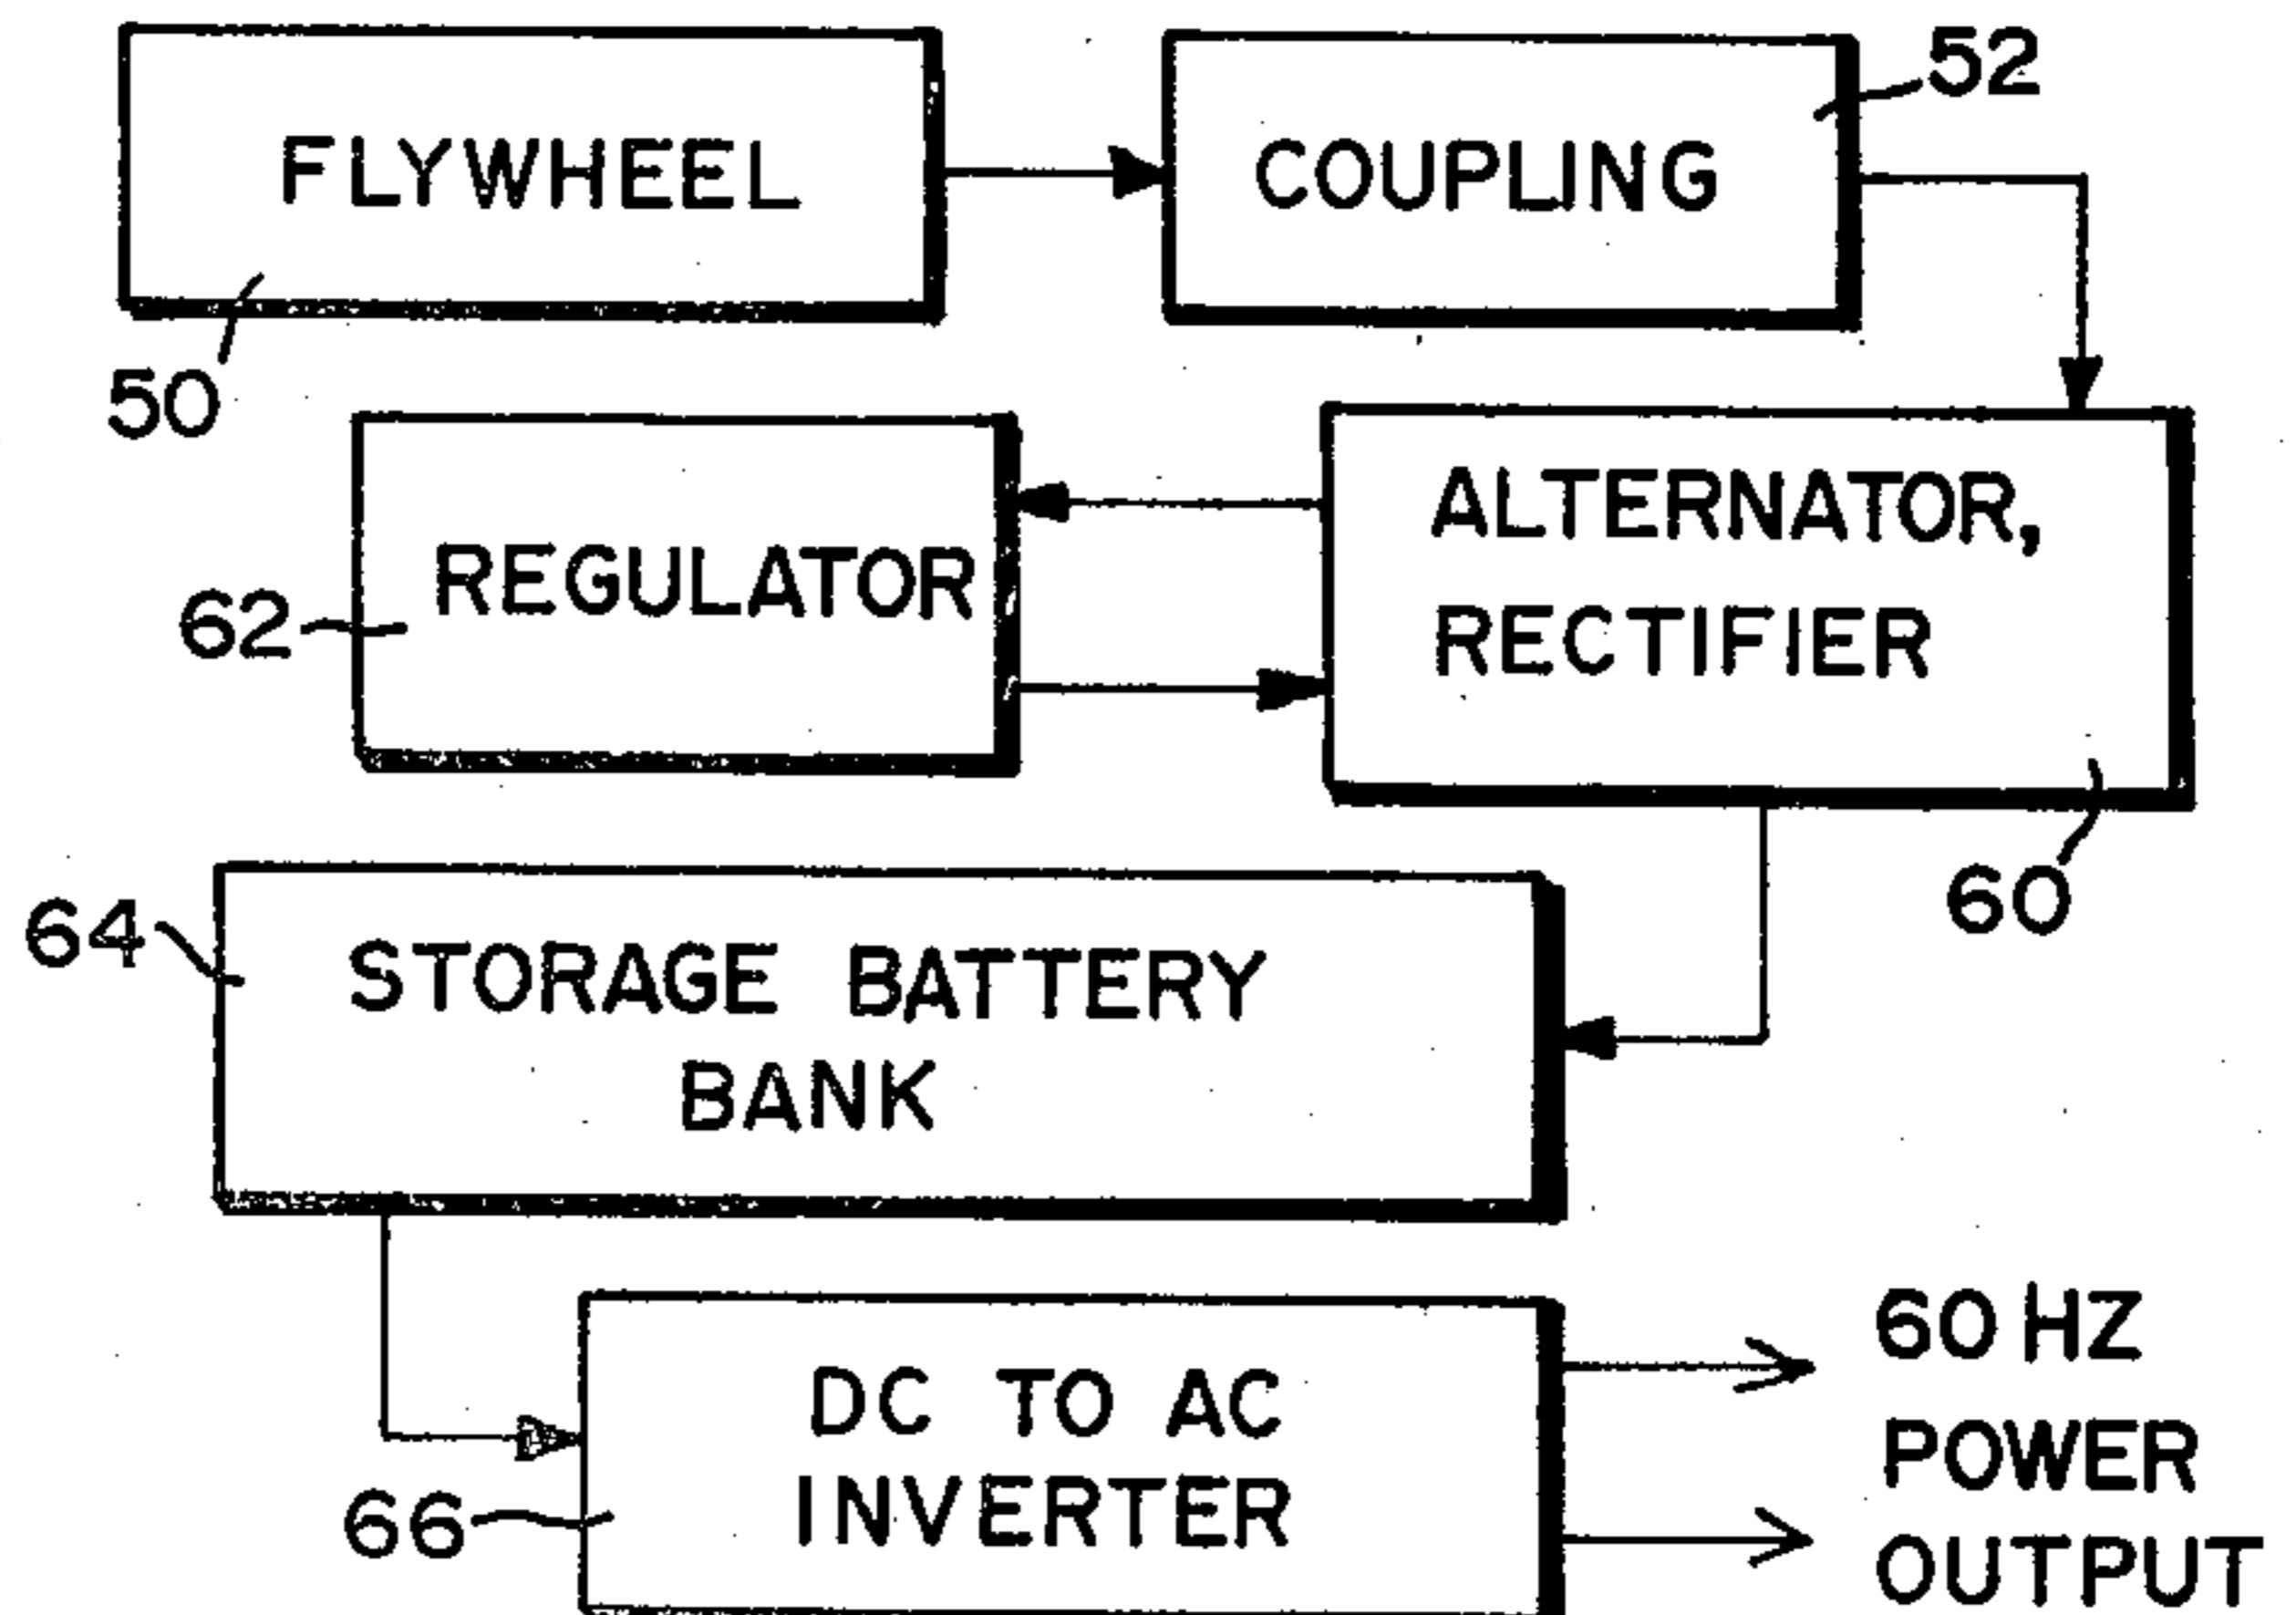 FLYWHEEL
50
COUPLING
52
REGULATOR
62
ALTERNATOR,
RECTIFIER
60
64
STORAGE BATTERY
BANK
DC TO AC
INVERTER
66
60 HZ
POWER
OUTPUT